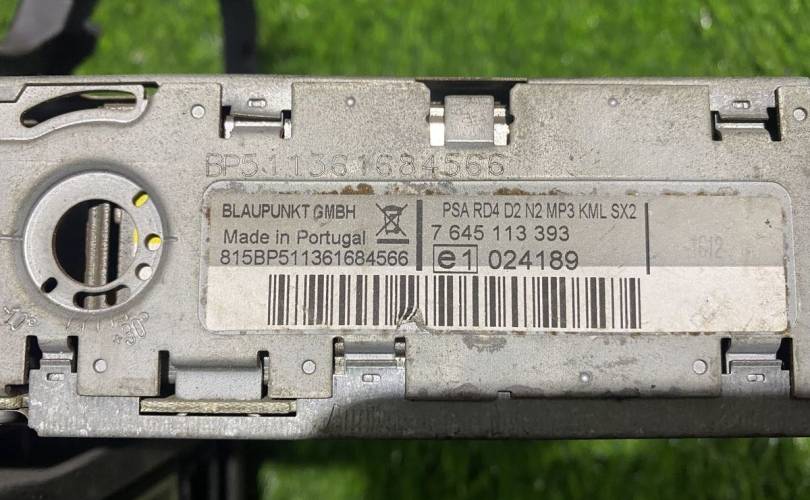 BP511361684566
BLAUPUNKT GMBH
Made in Portugal
815BP511361684566
PSA RD4 D2 N2 MP3 KML SX2
7 645 113 393
e1 024189
+30°